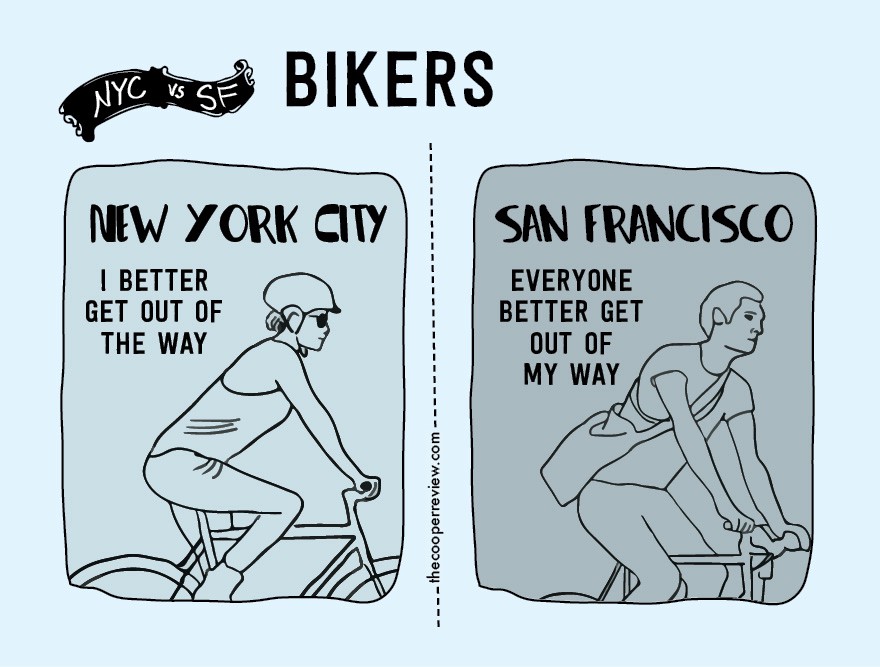 NYC vs SF
BIKERS
NEW YORK CITY
I BETTER
GET OUT OF
THE WAY
SAN FRANCISCO
EVERYONE
BETTER GET
OUT OF
MY WAY
thecooperreview.com